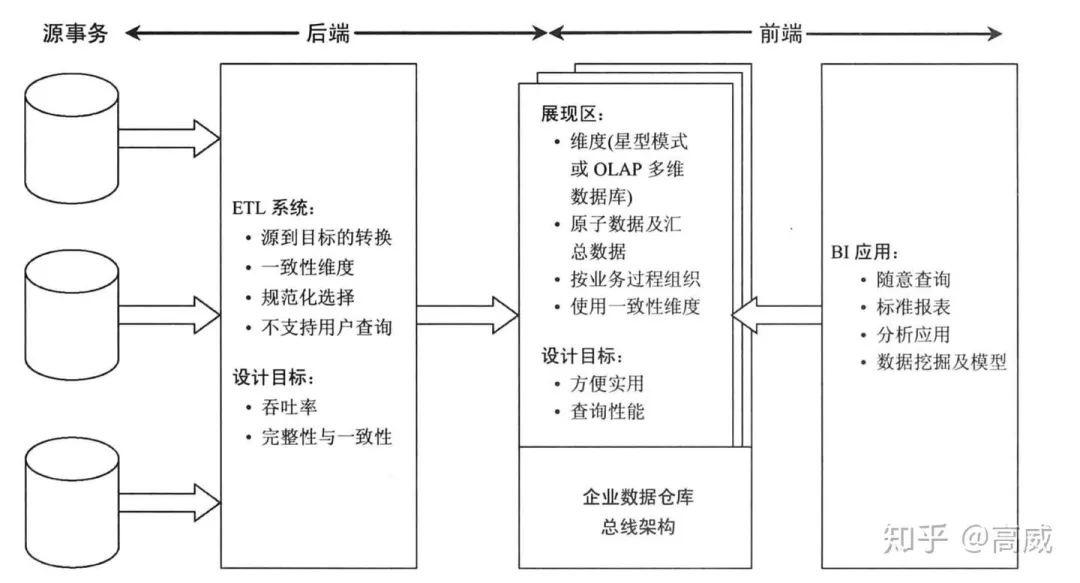 源事务
后端
前端
ETL 系统：
• 源到目标的转换
• 一致性维度
• 规范化选择
• 不支持用户查询
设计目标：
• 吞吐率
• 完整性与一致性
展现区：
• 维度(星型模式
或 OLAP 多维
数据库)
• 原子数据及汇
总数据
• 按业务过程组织
• 使用一致性维度
设计目标：
• 方便实用
• 查询性能
企业数据仓库
总线架构
BI 应用：
• 随意查询
• 标准报表
• 分析应用
• 数据挖掘及模型
知乎 @高威